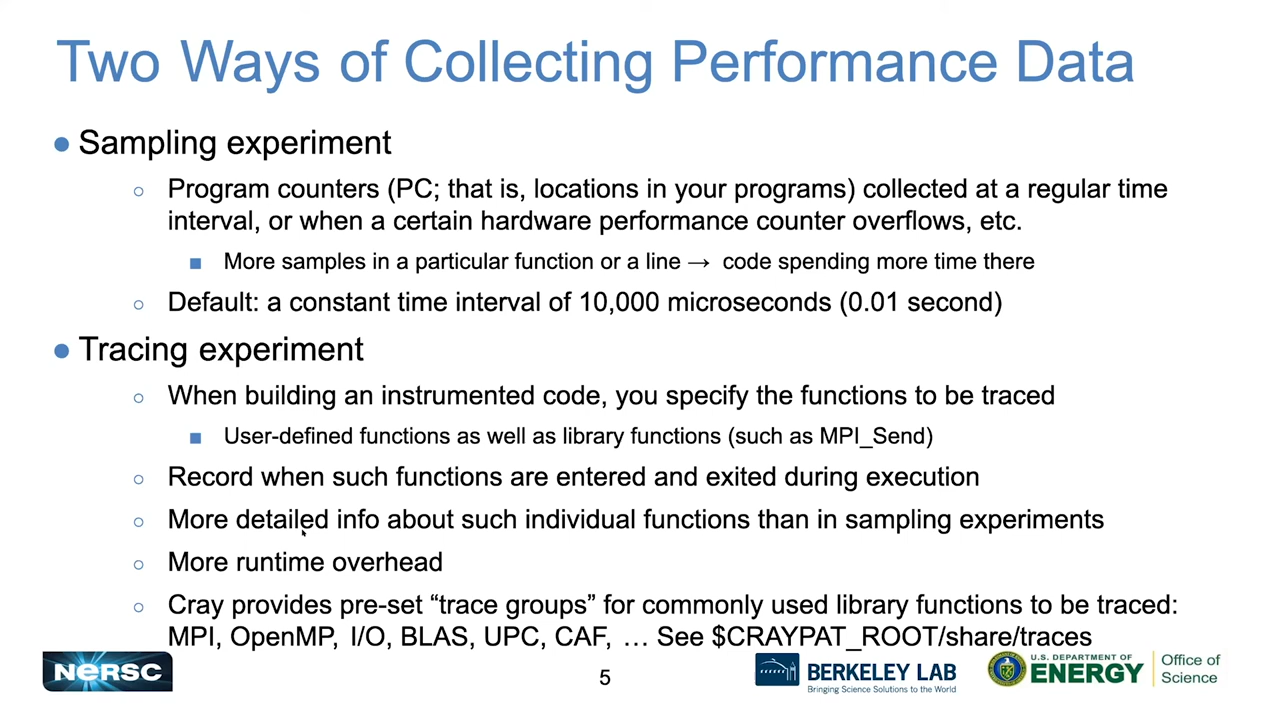 Two Ways of Collecting Performance Data
● Sampling experiment
○ Program counters (PC; that is, locations in your programs) collected at a regular time
interval, or when a certain hardware performance counter overflows, etc.
■ More samples in a particular function or a line → code spending more time there
○ Default: a constant time interval of 10,000 microseconds (0.01 second)
● Tracing experiment
○ When building an instrumented code, you specify the functions to be traced
■ User-defined functions as well as library functions (such as MPI_Send)
○ Record when such functions are entered and exited during execution
○ More detailed info about such individual functions than in sampling experiments
○ More runtime overhead
○ Cray provides pre-set “trace groups” for commonly used library functions to be traced:
MPI, OpenMP, I/O, BLAS, UPC, CAF, … See $CRAYPAT_ROOT/share/traces
NERSC
5
BERKELEY LAB
Bringing Science Solutions to the World
U.S. DEPARTMENT OF
ENERGY
Office of
Science